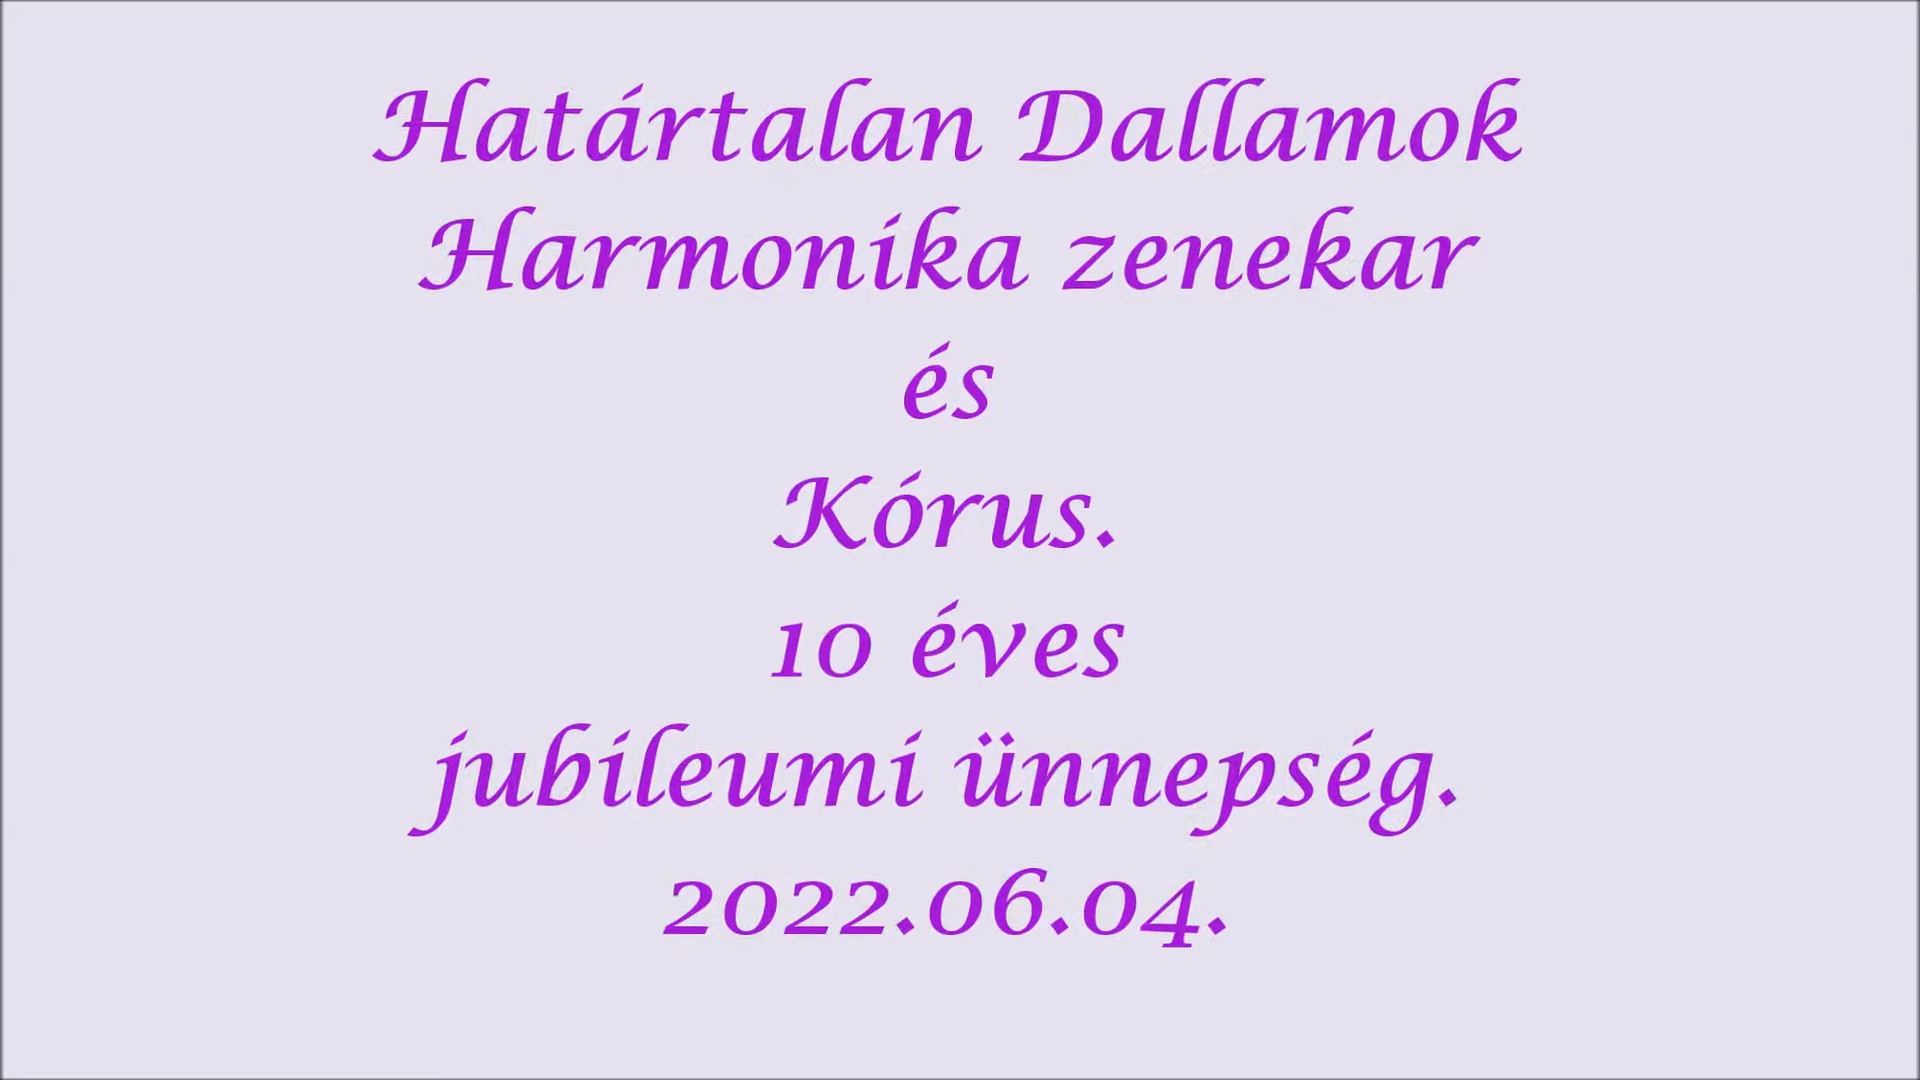 Határtalan Dallamok
Harmonika zenekar
és
Kórus.
10 éves
jubileumi ünnepség.
2022.06.04.